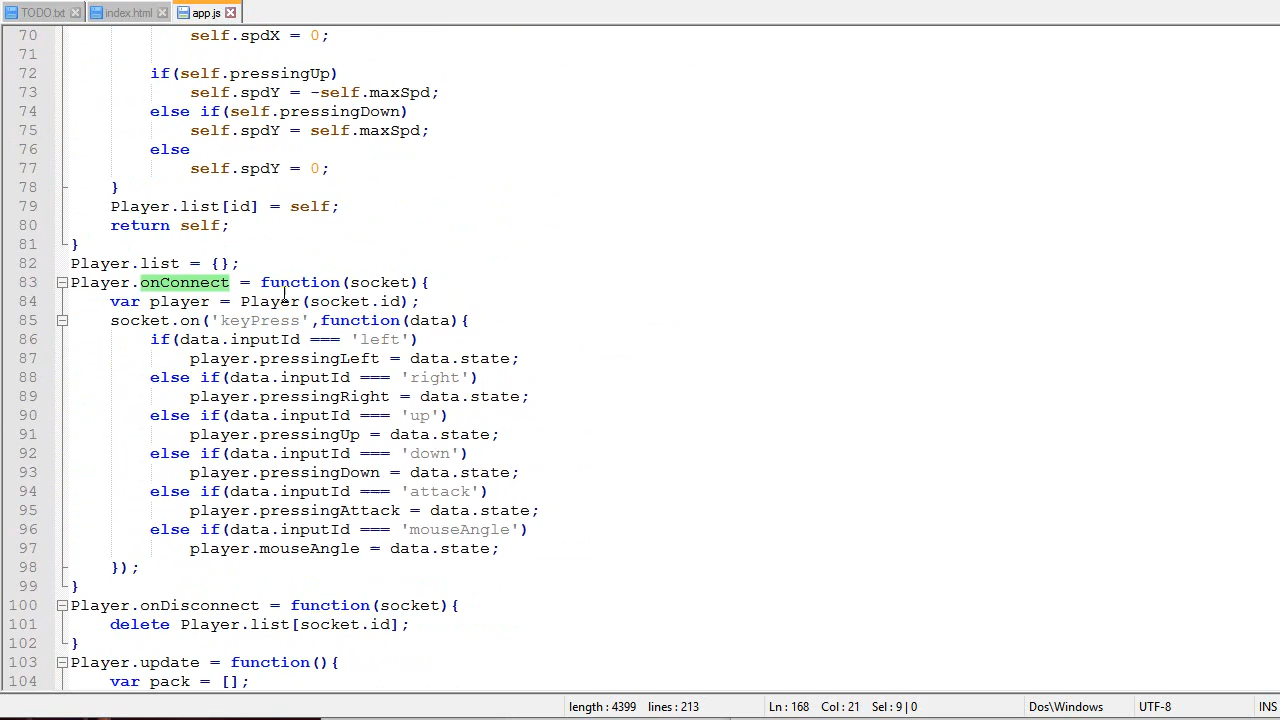 TODO.txt index.html app.js
70 self.spdX = 0;
71
72 if(self.pressingUp)
73 self.spdY = -self.maxSpd;
74 else if(self.pressingDown)
75 self.spdY = self.maxSpd;
76 else
77 self.spdY = 0;
78 }
79 Player.list[id] = self;
80 return self;
81 }
82 Player.list = {};
83 Player.onConnect = function(socket){
84 var player = Player(socket.id);
85 socket.on('keyPress',function(data){
86 if(data.inputId === 'left')
87 player.pressingLeft = data.state;
88 else if(data.inputId === 'right')
89 player.pressingRight = data.state;
90 else if(data.inputId === 'up')
91 player.pressingUp = data.state;
92 else if(data.inputId === 'down')
93 player.pressingDown = data.state;
94 else if(data.inputId === 'attack')
95 player.pressingAttack = data.state;
96 else if(data.inputId === 'mouseAngle')
97 player.mouseAngle = data.state;
98 });
99 }
100 Player.onDisconnect = function(socket){
101 delete Player.list[socket.id];
102 }
103 Player.update = function(){
104 var pack = [];
length : 4399 lines : 213 Ln : 168 Col : 21 Sel : 9 | 0 Dos\Windows UTF-8 INS